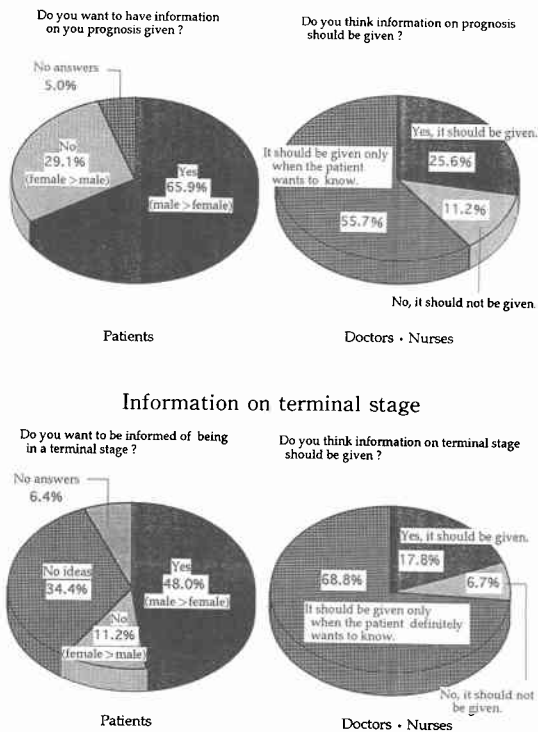 Do you want to have information
on you prognosis given ?
No answers
5.0%
No
29.1%
(female >male)
Yes
65.9%
(male >female)
Patients
Do you think information on prognosis
should be given ?
Yes, it should be given.
25.6%
It should be given only
when the patient
wants to know.
55.7%
11.2%
No, it should not be given.
Doctors · Nurses
Information on terminal stage
Do you want to be informed of being
in a terminal stage ?
No answers
6.4%
No ideas
34.4%
Yes
48.0%
(male >female)
No
11.2%
(female >male)
Patients
Do you think information on terminal stage
should be given ?
Yes, it should be given.
17.8%
68.8%
6.7%
It should be given only
when the patient definitely
wants to know.
No, it should not
be given.
Doctors · Nurses